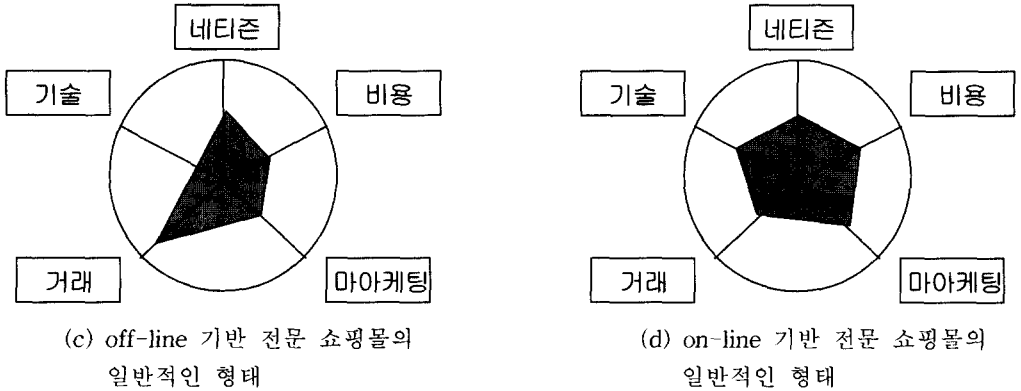 네티즌
기술
비용
거래
마아케팅
(c) off-line 기반 전문 쇼핑몰의
일반적인 형태
네티즌
기술
비용
거래
마아케팅
(d) on-line 기반 전문 쇼핑몰의
일반적인 형태